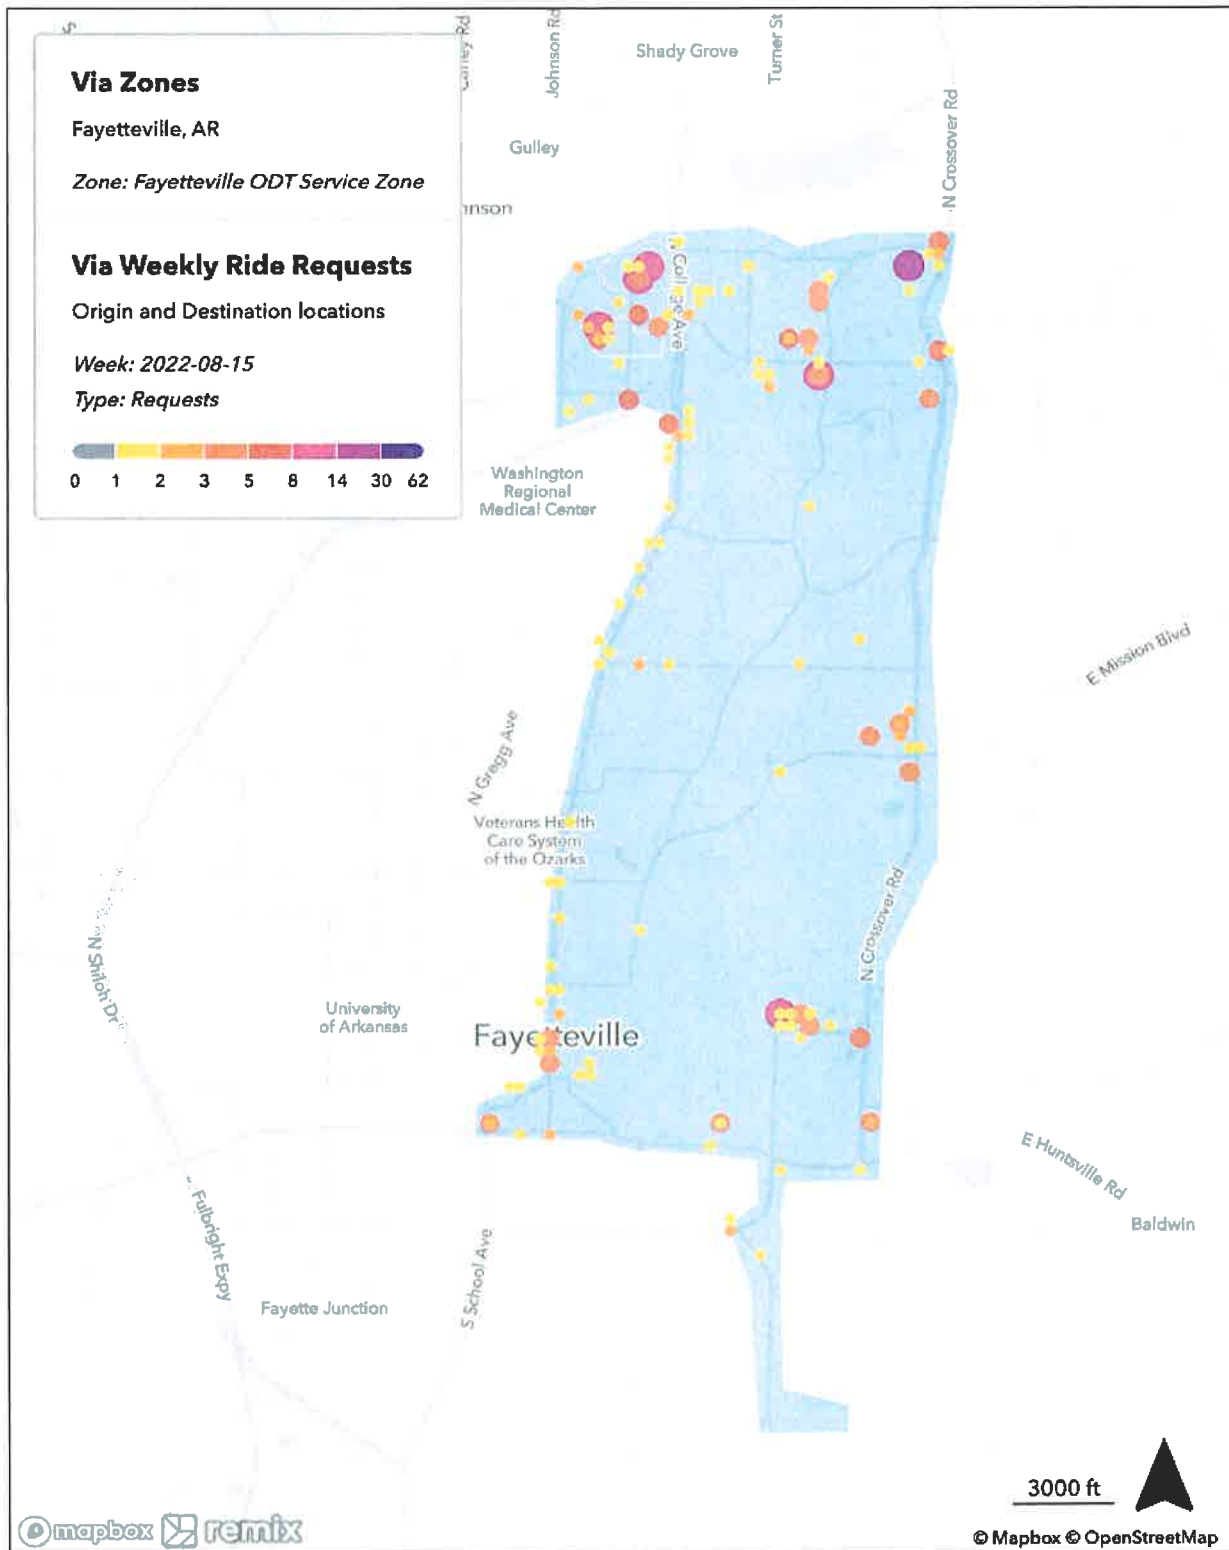 Via Zones
Fayetteville, AR
Zone: Fayetteville ODT Service Zone
Via Weekly Ride Requests
Origin and Destination locations
Week: 2022-08-15
Type: Requests
0 1 2 3 5 8 14 30 62
Johnson Rd
Shady Grove
Turner St
Gulley
N Crossover Rd
N College Ave
Washington
Regional
Medical Center
E Mission Blvd
N Gregg Ave
Veterans Health
Care System
of the Ozarks
N Crossover Rd
N Shiloh Dr
University
of Arkansas
Fayetteville
E Huntsville Rd
Baldwin
Fulbright Expy
S School Ave
Fayette Junction
3000 ft
mapbox remix
© Mapbox © OpenStreetMap